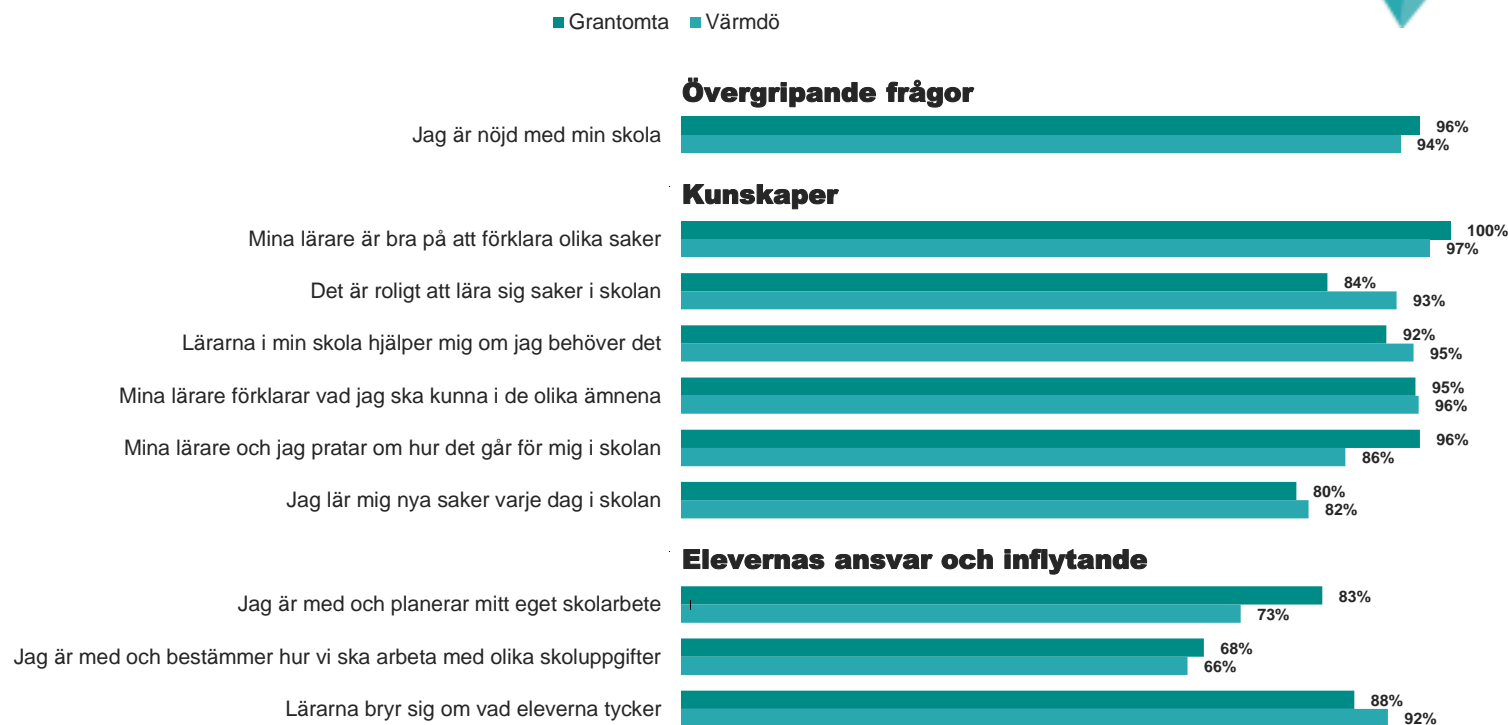 Grantomta Värmdö
Övergripande frågor
Jag är nöjd med min skola 96%
94%
Kunskaper
Mina lärare är bra på att förklara olika saker 100%
97%
Det är roligt att lära sig saker i skolan 84%
93%
Lärarna i min skola hjälper mig om jag behöver det 92%
95%
Mina lärare förklarar vad jag ska kunna i de olika ämnena 95%
96%
Mina lärare och jag pratar om hur det går för mig i skolan 96%
86%
Jag lär mig nya saker varje dag i skolan 80%
82%
Elevernas ansvar och inflytande
Jag är med och planerar mitt eget skolarbete 83%
73%
Jag är med och bestämmer hur vi ska arbeta med olika skoluppgifter 68%
66%
Lärarna bryr sig om vad eleverna tycker 88%
92%